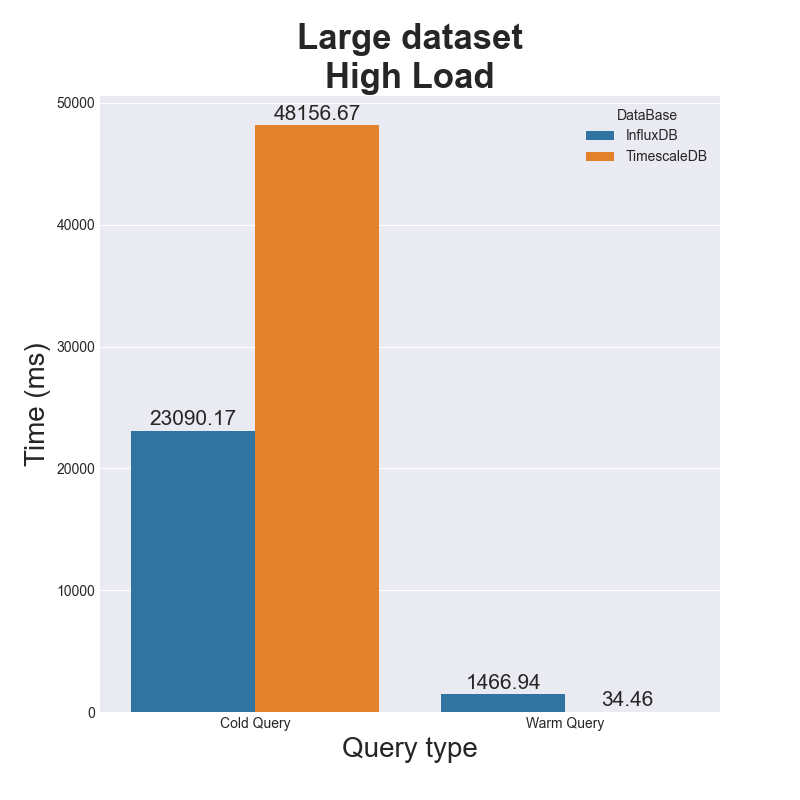 Large dataset
High Load
DataBase
InfluxDB
TimescaleDB
50000
40000
30000
20000
10000
0
48156.67
23090.17
1466.94
34.46
Time (ms)
Cold Query
Warm Query
Query type